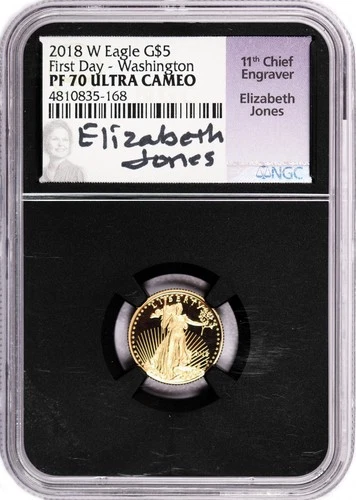 2018 W Eagle G$5
First Day - Washington
PF 70 ULTRA CAMEO
4810835-168
Elizabeth
Jones
11th Chief
Engraver
Elizabeth
Jones
NGC
LIBERTY